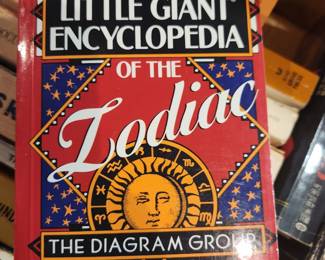 LITTLE GIANT®
ENCYCLOPEDIA
OF THE
Zodiac
THE DIAGRAM GROUP